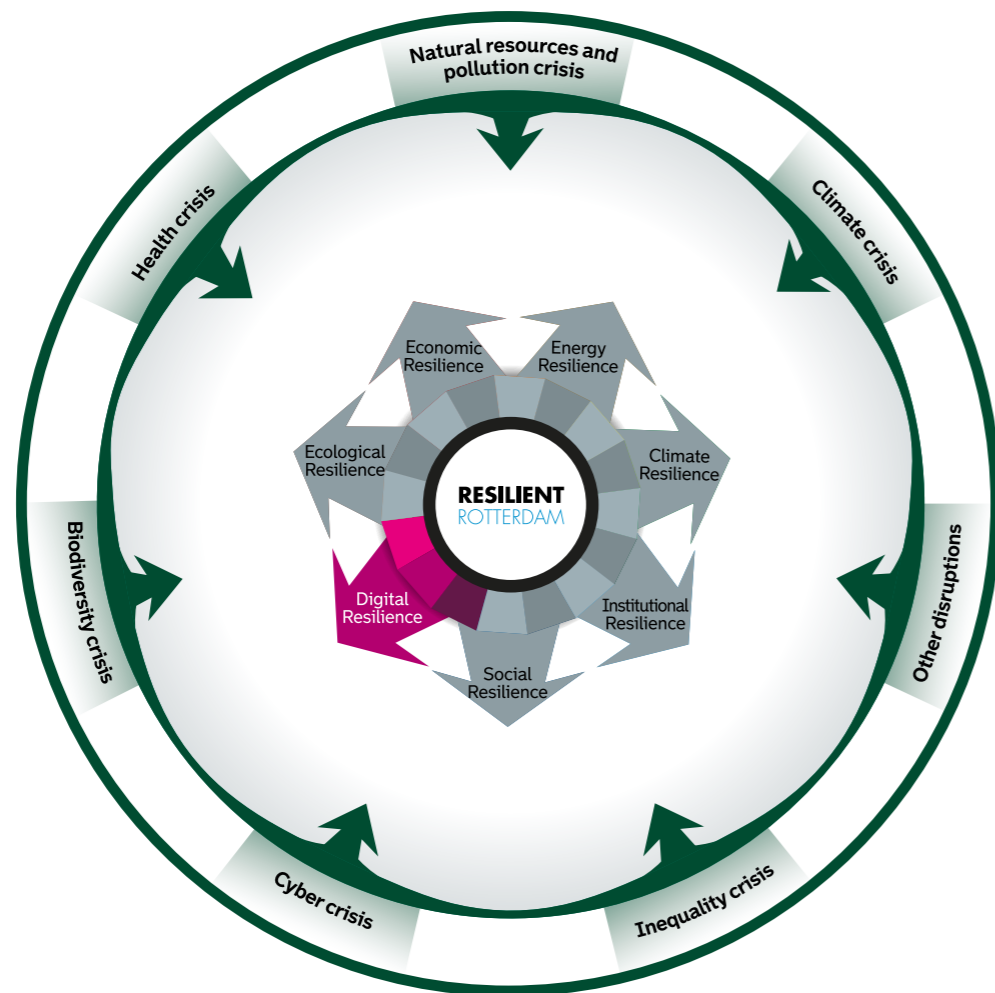 Natural resources and
pollution crisis
Climate crisis
Other disruptions
Inequality crisis
Cyber crisis
Biodiversity crisis
Health crisis
Economic
Resilience
Energy
Resilience
Climate
Resilience
Institutional
Resilience
Social
Resilience
Digital
Resilience
Ecological
Resilience
RESILIENT
ROTTERDAM